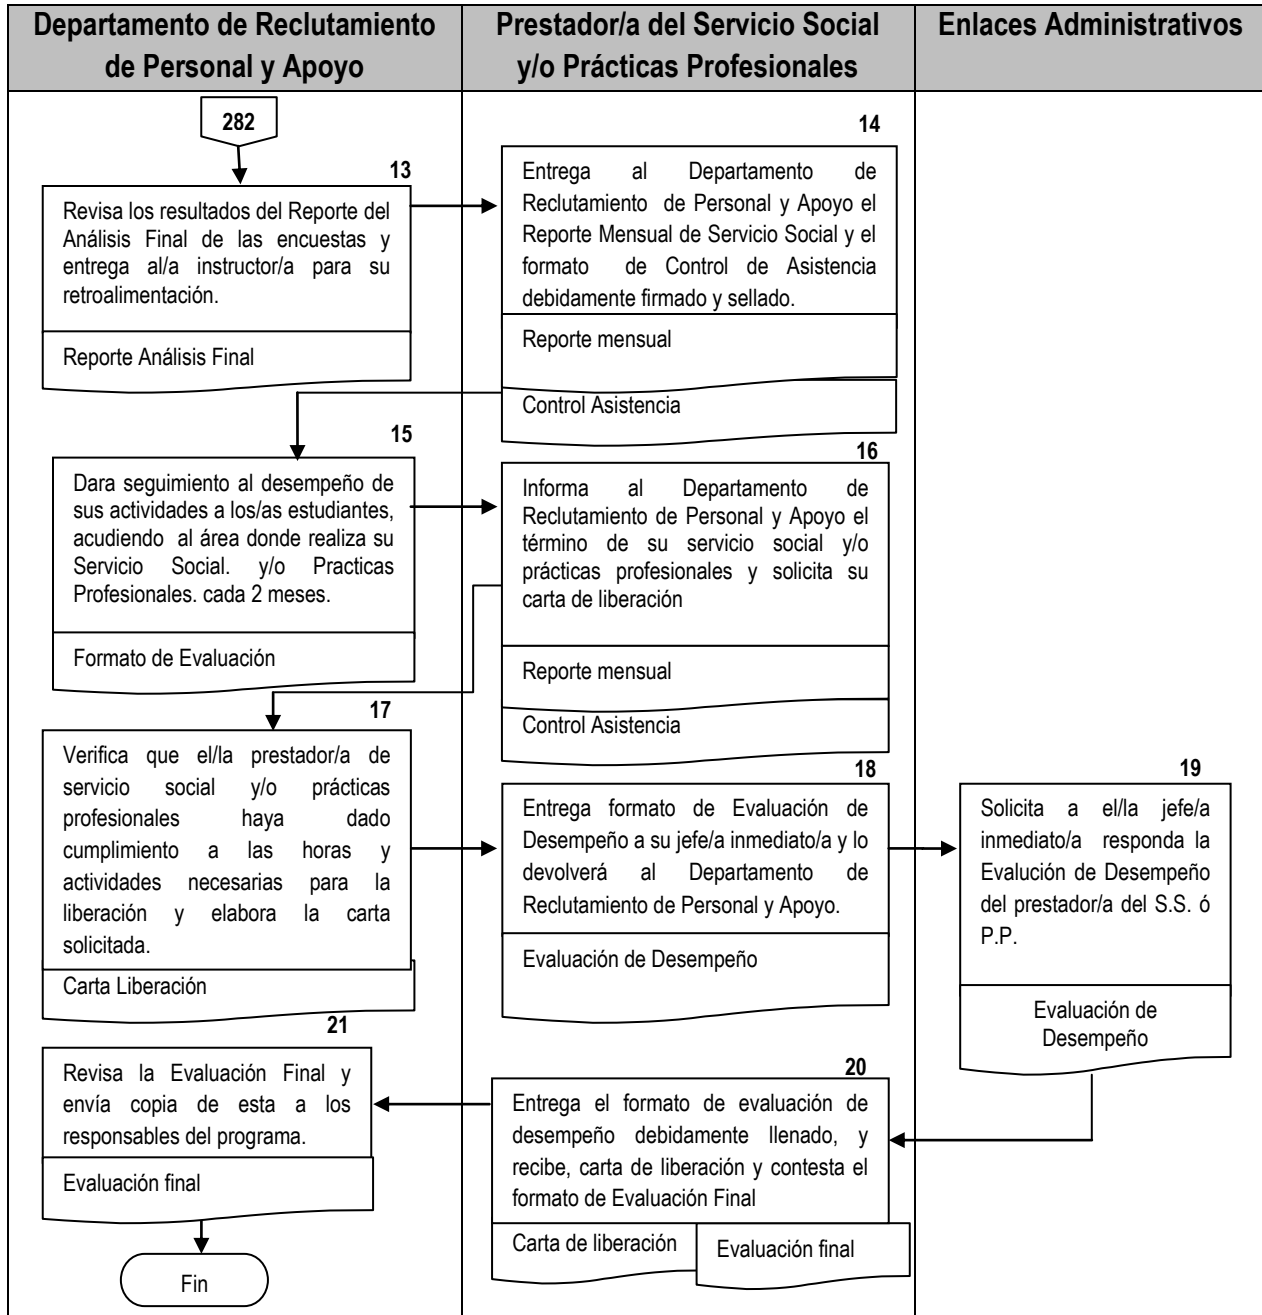 Departamento de Reclutamiento
de Personal y Apoyo
Prestador/a del Servicio Social
y/o Prácticas Profesionales
Enlaces Administrativos
282
13
Revisa los resultados del Reporte del
Análisis Final de las encuestas y
entrega al/a instructor/a para su
retroalimentación.
Reporte Análisis Final
14
Entrega al Departamento de
Reclutamiento de Personal y Apoyo el
Reporte Mensual de Servicio Social y el
formato de Control de Asistencia
debidamente firmado y sellado.
Reporte mensual
Control Asistencia
15
Dara seguimiento al desempeño de
sus actividades a los/as estudiantes,
acudiendo al área donde realiza su
Servicio Social. y/o Practicas
Profesionales. cada 2 meses.
Formato de Evaluación
16
Informa al Departamento de
Reclutamiento de Personal y Apoyo el
término de su servicio social y/o
prácticas profesionales y solicita su
carta de liberación
Reporte mensual
Control Asistencia
17
Verifica que el/la prestador/a de
servicio social y/o prácticas
profesionales haya dado
cumplimiento a las horas y
actividades necesarias para la
liberación y elabora la carta
solicitada.
Carta Liberación
18
Entrega formato de Evaluación de
Desempeño a su jefe/a inmediato/a y lo
devolverá al Departamento de
Reclutamiento de Personal y Apoyo.
Evaluación de Desempeño
19
Solicita a el/la jefe/a
inmediato/a responda la
Evalución de Desempeño
del prestador/a del S.S. ó
P.P.
Evaluación de
Desempeño
20
Entrega el formato de evaluación de
desempeño debidamente llenado, y
recibe, carta de liberación y contesta el
formato de Evaluación Final
Carta de liberación
Evaluación final
21
Revisa la Evaluación Final y
envía copia de esta a los
responsables del programa.
Evaluación final
Fin